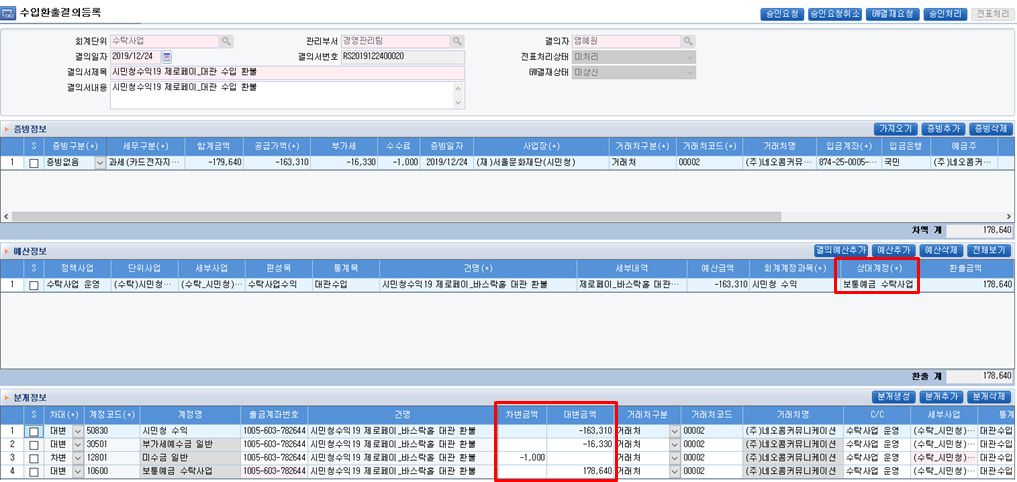 수입환출결의등록 승인요청 승인요청취소 GW결재요청 승인처리 전표처리
회계단위 수탁사업 관리부서 경영관리팀 결의자 염혜원
결의일자 2019/12/24 결의서번호 RS2019122400020 전표처리상태 미처리
결의서제목 시민청수익19 제로페이_대관 수입 환불 GW결재상태 미상신
결의서내용 시민청수익19 제로페이_대관 수입 환불
증빙정보 가져오기 증빙추가 증빙삭제
S 증빙구분(*) 세무구분(*) 합계금액 공급가액(*) 부가세 수수료 증빙일자 사업장(*) 거래처구분(*) 거래처코드(*) 거래처명 입금계좌(*) 입금은행 예금주
1 증빙없음 과세(카드전자지··· -179,640 -163,310 -16,330 -1,000 2019/12/24 (재)서울문화재단(시민청) 거래처 00002 (주)네오콤커뮤··· 874-25-0005-··· 국민 (주)네오콤커···
차액 계 178,640
예산정보 결의예산추가 예산추가 예산삭제 전체보기
S 정책사업 단위사업 세부사업 편성목 통계목 건명(*) 세부내역 예산금액 회계계정과목(*) 상대계정(*) 환출금액
1 수탁사업 운영 (수탁)시민청··· (수탁_시민청)··· 수탁사업수익 대관수입 시민청수익19 제로페이_바스락홀 대관 환불 제로페이_바스락홀 대관··· -163,310 시민청 수익 보통예금 수탁사업 178,640
환출 계 178,640
분개정보 분개생성 분개추가 분개삭제
S 차대(*) 계정코드(*) 계정명 출금계좌번호 건명 차변금액 대변금액 거래처구분 거래처코드 거래처명 C/C 세부사업 통계
1 대변 50830 시민청 수익 1005-603-782644 시민청수익19 제로페이_바스락홀 대관 환불 -163,310 거래처 00002 (주)네오콤커뮤니케이션 수탁사업 운영 (수탁_시민청)··· 대관수입
2 대변 30501 부가세예수금 일반 1005-603-782644 시민청수익19 제로페이_바스락홀 대관 환불 -16,330 거래처 00002 (주)네오콤커뮤니케이션 수탁사업 운영 (수탁_시민청)··· 대관수입
3 차변 12801 미수금 일반 1005-603-782644 시민청수익19 제로페이_바스락홀 대관 환불 -1,000 거래처 00002 (주)네오콤커뮤니케이션 수탁사업 운영 (수탁_시민청)··· 대관수입
4 대변 10600 보통예금 수탁사업 1005-603-782644 시민청수익19 제로페이_바스락홀 대관 환불 178,640 거래처 00002 (주)네오콤커뮤니케이션 수탁사업 운영 (수탁_시민청)··· 대관수입